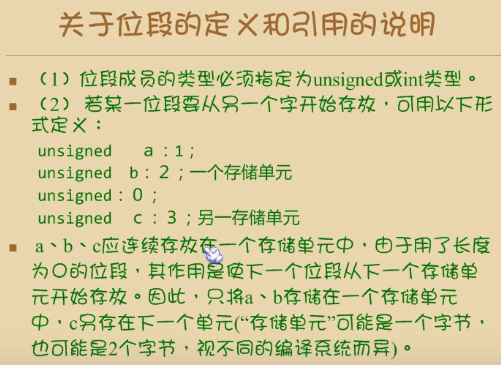 关于位段的定义和引用的说明
(1)位段成员的类型必须指定为unsigned或int类型。
(2) 若某一位段要从另一个字开始存放,可用以下形
式定义:
unsigned a:1;
unsigned b:2;一个存储单元
unsigned:0;
unsigned c:3;另一存储单元
a、b、c应连续存放在一个存储单元中,由于用了长度
为0的位段,其作用是使下一个位段从下一个存储单
元开始存放。因此,只将a、b存储在一个存储单元
中,c另存在下一个单元(“存储单元”可能是一个字节,
也可能是2个字节,视不同的编译系统而异)。